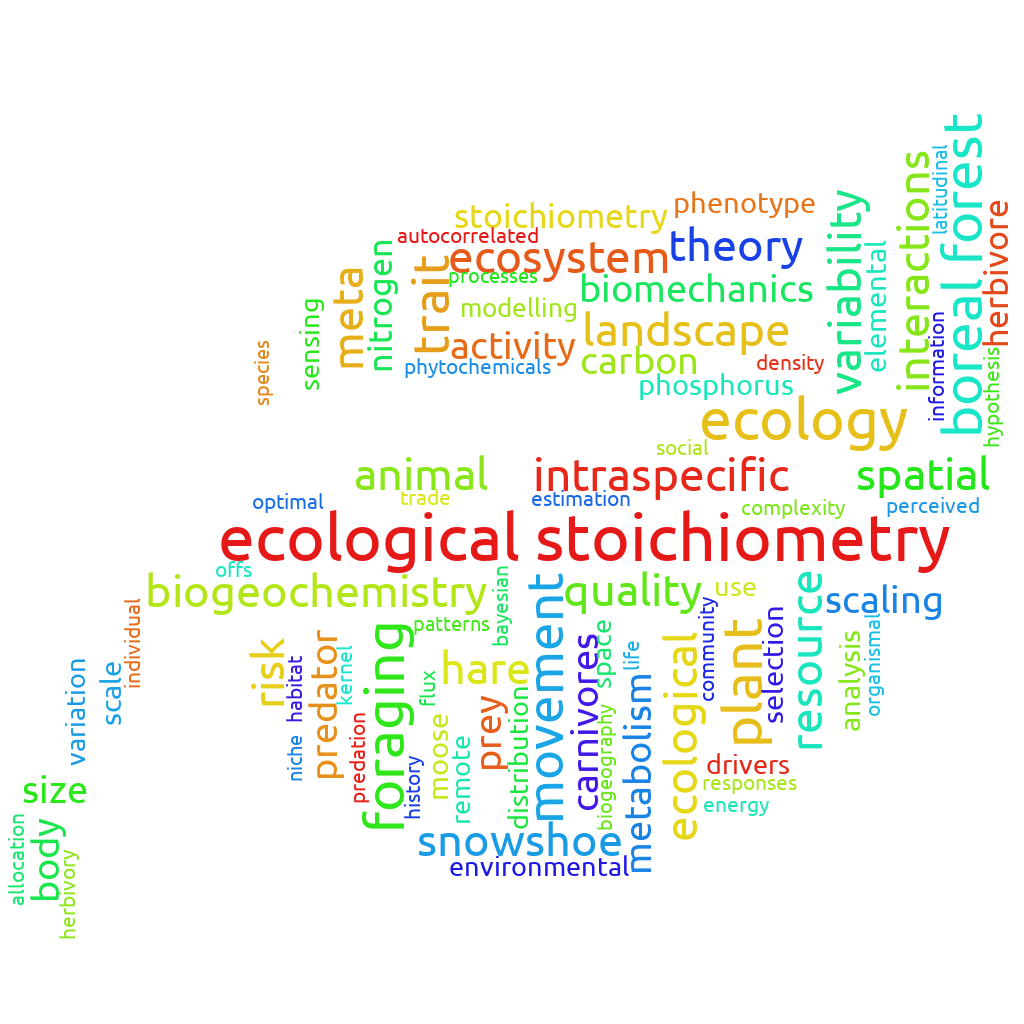 boreal forest
latitudinal
interactions
herbivore
variability
phenotype
stoichiometry
autocorrelated
theory
ecosystem
nitrogen
elemental
trait
meta
processes
biomechanics
sensing
modelling
landscape
information
species
activity
carbon
density
hypothesis
phytochemicals
phosphorus
ecology
social
animal
intraspecific
spatial
optimal
trade
estimation
complexity
perceived
ecological stoichiometry
offs
biogeochemistry
bayesian
movement
quality
use
resource
scaling
individual
patterns
community
selection
organismal
risk
predator
kernel
foraging
hare
carnivores
space
life
ecological
plant
analysis
variation
scale
habitat
flux
niche
predation
history
moose
remote
prey
distribution
biogeography
metabolism
drivers
responses
energy
size
snowshoe
environmental
allocation
body
herbivory